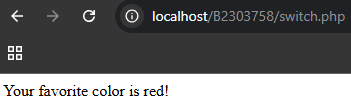 localhost/B2303758/switch.php
Your favorite color is red!